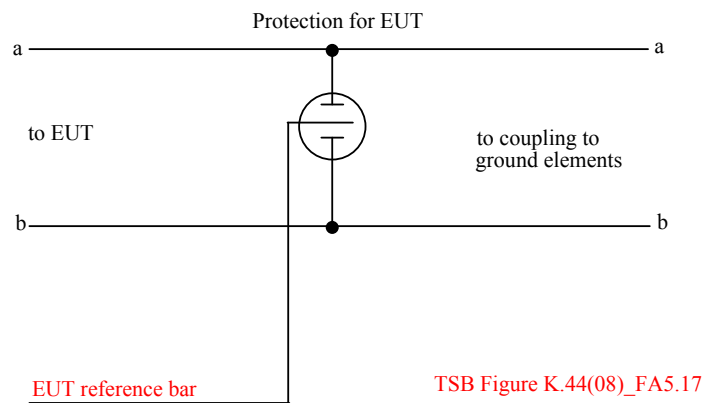 Protection for EUT
a
a
to EUT
to coupling to
ground elements
b
b
EUT reference bar
TSB Figure K.44(08)_FA5.17